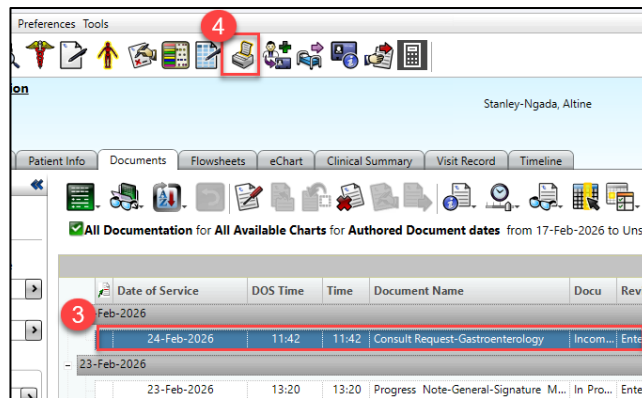 Preferences Tools
4
ion
Stanley-Ngada, Altine
Patient Info Documents Flowsheets eChart Clinical Summary Visit Record Timeline
All Documentation for All Available Charts for Authored Document dates from 17-Feb-2026 to Uns
Date of Service DOS Time Time Document Name Docu Rev
3 Feb-2026
24-Feb-2026 11:42 11:42 Consult Request-Gastroenterology Incom... Ente
- 23-Feb-2026
23-Feb-2026 13:20 13:20 Progress Note-General-Signature M... In Pro... Ente